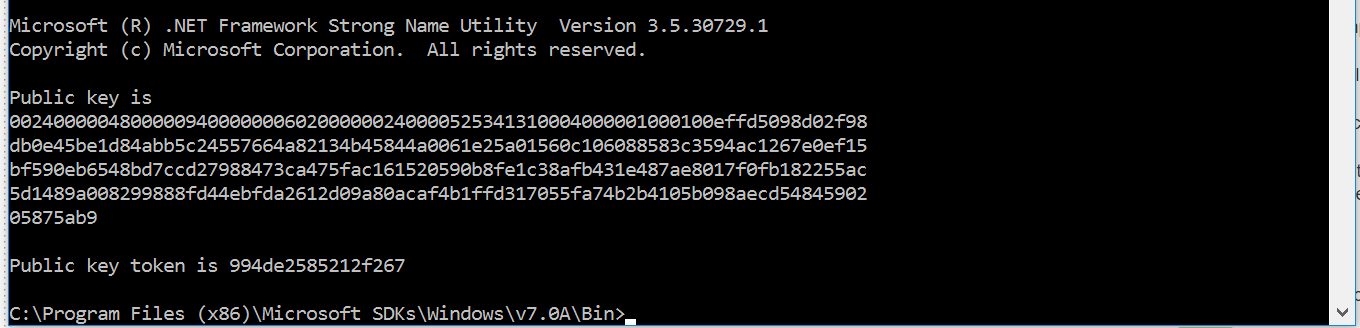 Microsoft (R) .NET Framework Strong Name Utility  Version 3.5.30729.1
Copyright (c) Microsoft Corporation.  All rights reserved.
Public key is
0024000004800000940000000602000000240000525341310004000001000100effd5098d02f98
db0e45be1d84abb5c24557664a82134b45844a0061e25a01560c106088583c3594ac1267e0ef15
bf590eb6548bd7ccd27988473ca475fac161520590b8fe1c38afb431e487ae8017f0fb182255ac
5d1489a008299888fd44ebfda2612d09a80acaf4b1ffd317055fa74b2b4105b098aecd54845902
05875ab9
Public key token is 994de2585212f267
C:\Program Files (x86)\Microsoft SDKs\Windows\v7.0A\Bin>